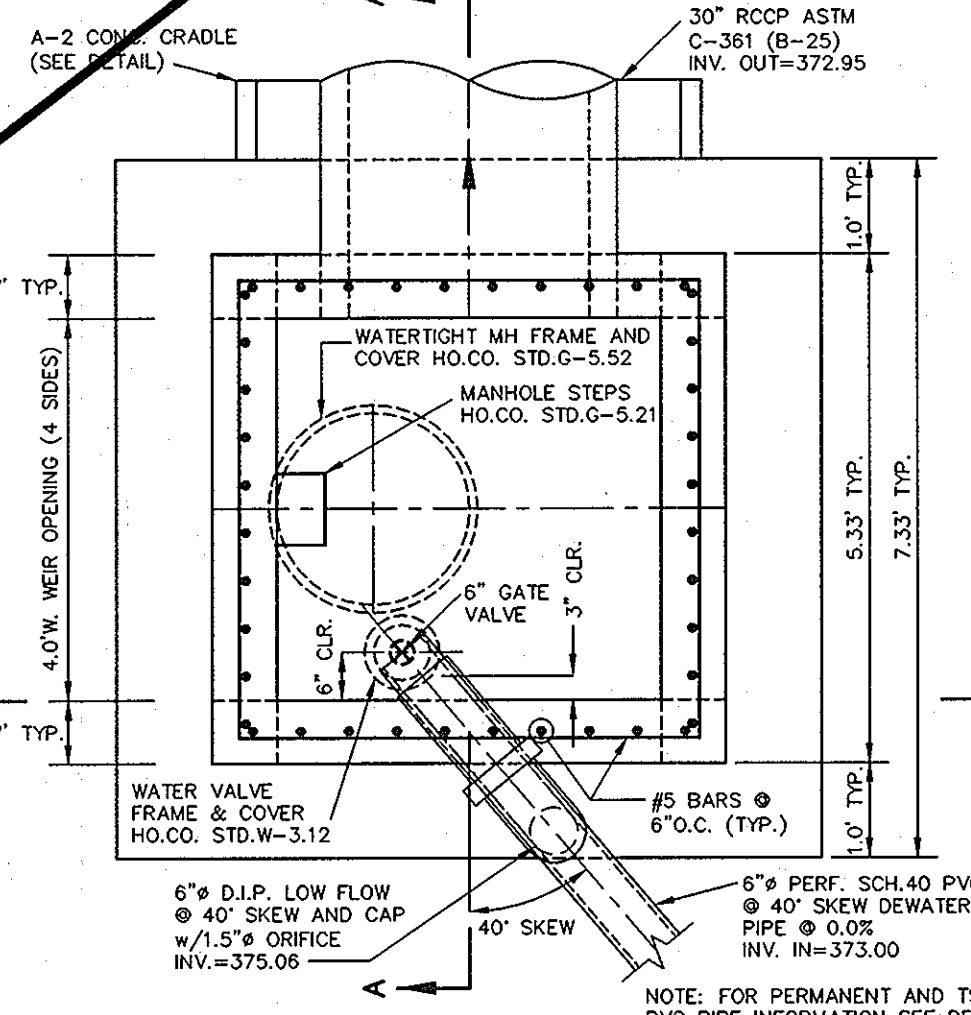 A-2 CONC. CRADLE
(SEE DETAIL)
30" RCCP ASTM
C-361 (B-25)
INV. OUT=372.95
1.0' TYP.
TYP.
WATERTIGHT MH FRAME AND
COVER HO.CO. STD.G-5.52
MANHOLE STEPS
HO.CO. STD.G-5.21
4.0'W. WEIR OPENING (4 SIDES)
5.33' TYP.
7.33' TYP.
6" GATE
VALVE
3" CLR.
6" CLR.
TYP.
WATER VALVE
FRAME & COVER
HO.CO. STD.W-3.12
#5 BARS @
6"O.C. (TYP.)
1.0' TYP.
6"ø D.I.P. LOW FLOW
@ 40° SKEW AND CAP
w/1.5"ø ORIFICE
INV.=375.06
40° SKEW
6"ø PERF. SCH.40
@ 40° SKEW DEWATER
PIPE @ 0.0%
INV. IN=373.00
A
NOTE: FOR PERMANENT AND